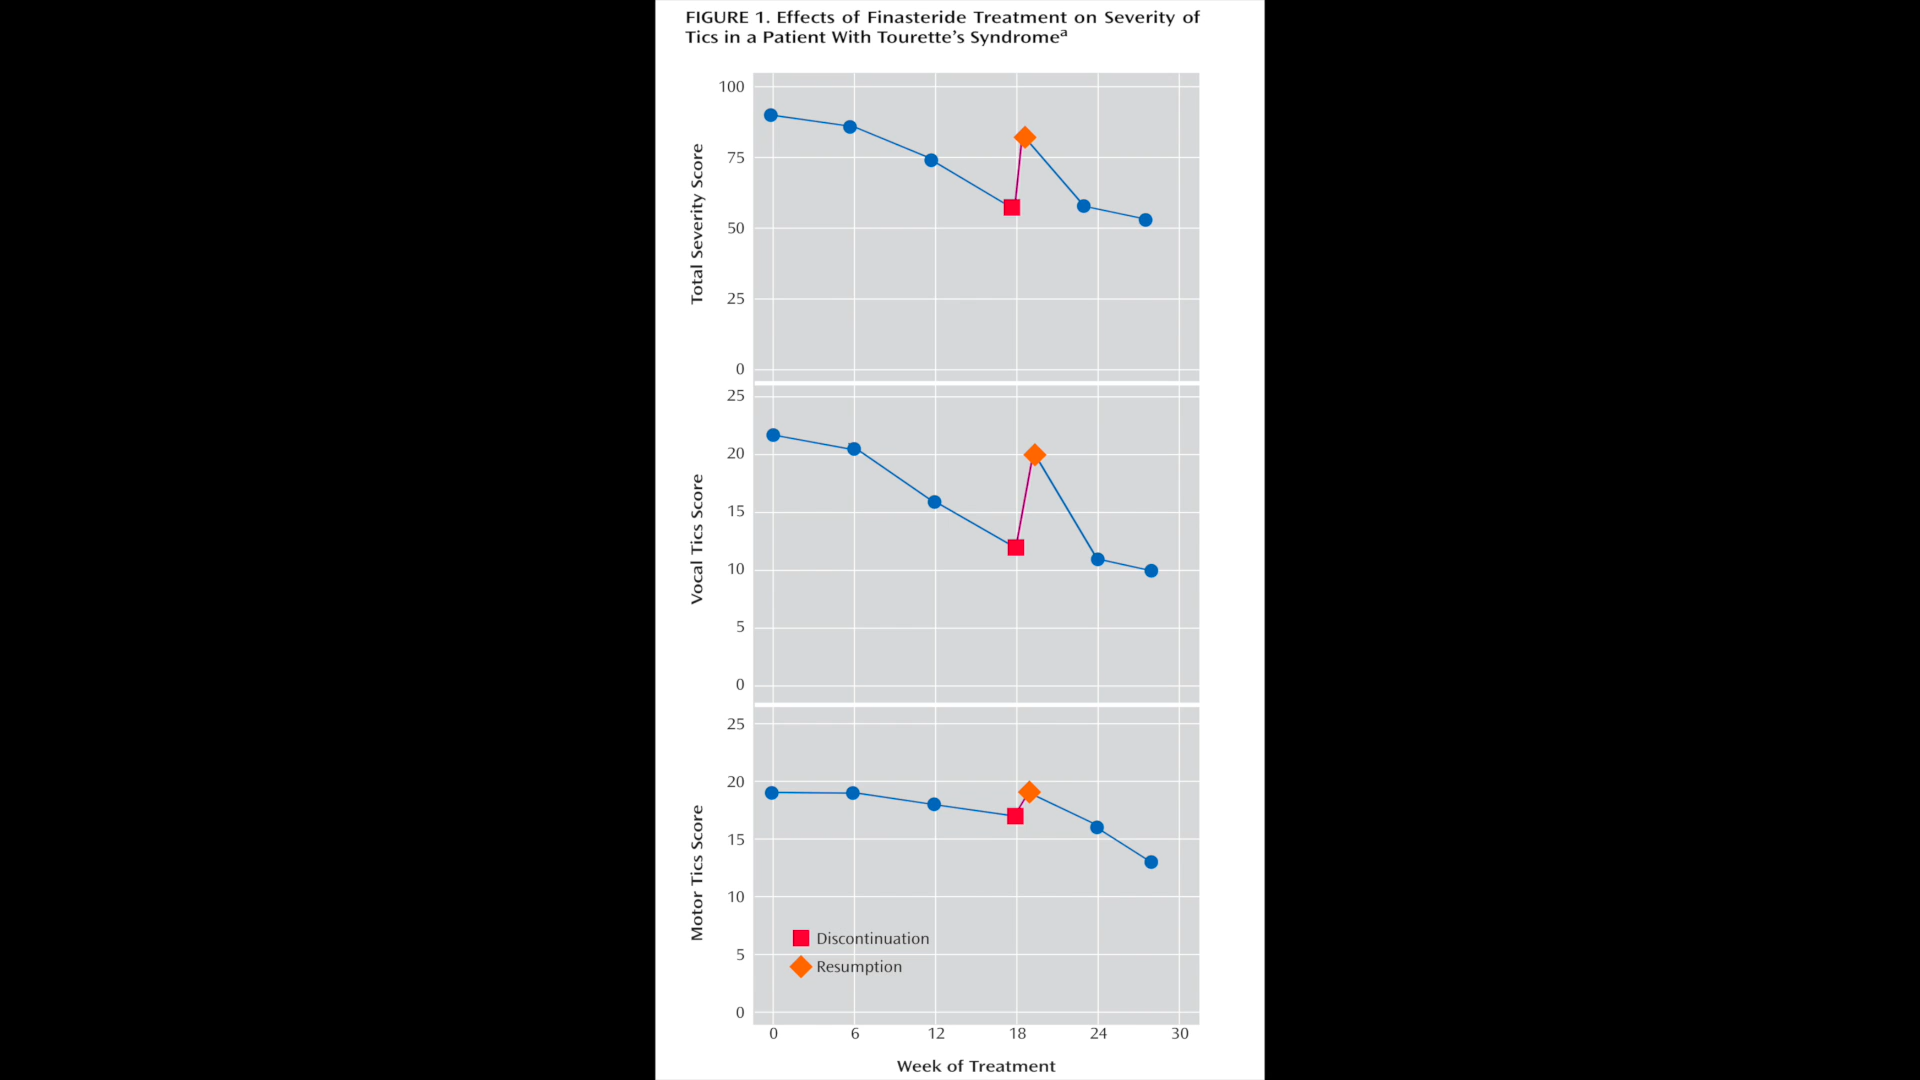 FIGURE 1. Effects of Finasteride Treatment on Severity of
Tics in a Patient With Tourette’s Syndromeᵃ
Total Severity Score
100
75
50
25
0
Vocal Tics Score
25
20
15
10
5
0
Motor Tics Score
25
20
15
10
5
0
Discontinuation
Resumption
0 6 12 18 24 30
Week of Treatment